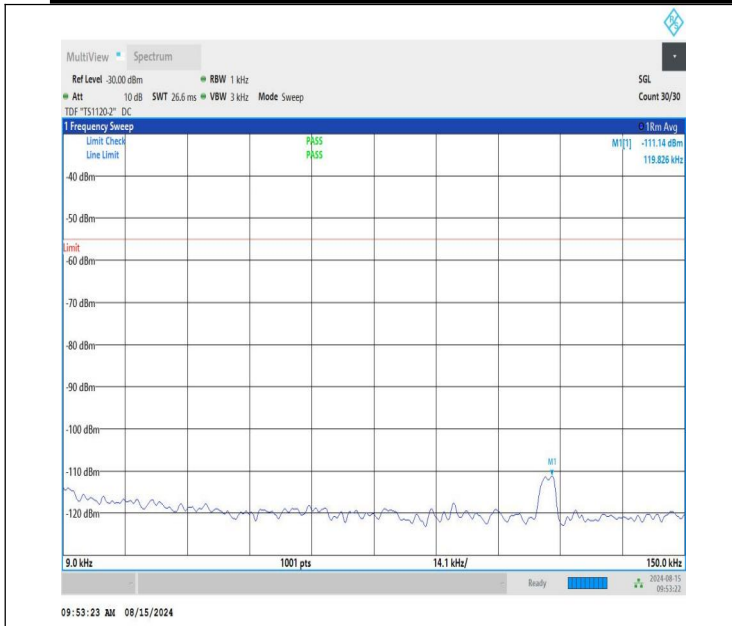 R S
MultiView Spectrum
Ref Level -30.00 dBm RBW 1 kHz SGL
Att 10 dB SWT 26.6 ms VBW 3 kHz Mode Sweep Count 30/30
TDF "TS1120-2" DC
1 Frequency Sweep 1Rm Avg
Limit Check PASS M1[1] -111.14 dBm
Line Limit PASS 119.826 kHz
-40 dBm
-50 dBm
Limit
-60 dBm
-70 dBm
-80 dBm
-90 dBm
-100 dBm
M1
-110 dBm
-120 dBm
9.0 kHz 1001 pts 14.1 kHz/ 150.0 kHz
Ready 2024-08-15
09:53:22
09:53:23 AM 08/15/2024